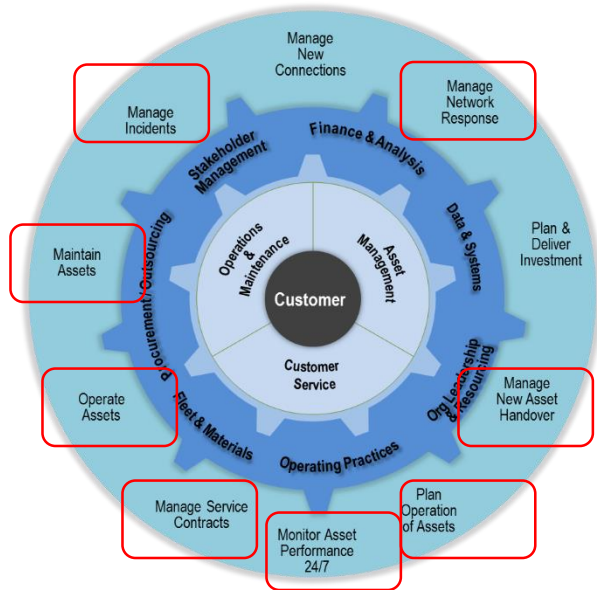 Manage
New
Connections
Manage
Network
Response
Plan &
Deliver
Investment
Manage
New Asset
Handover
Plan
Operation
of Assets
Monitor Asset
Performance
24/7
Manage Service
Contracts
Operate
Assets
Maintain
Assets
Manage
Incidents
Stakeholder
Management
Finance & Analysis
Data & Systems
Org Leadership
& Resourcing
Operating Practices
Fleet & Materials
Procurement / Outsourcing
Operations
&
Maintenance
Asset
Management
Customer
Service
Customer